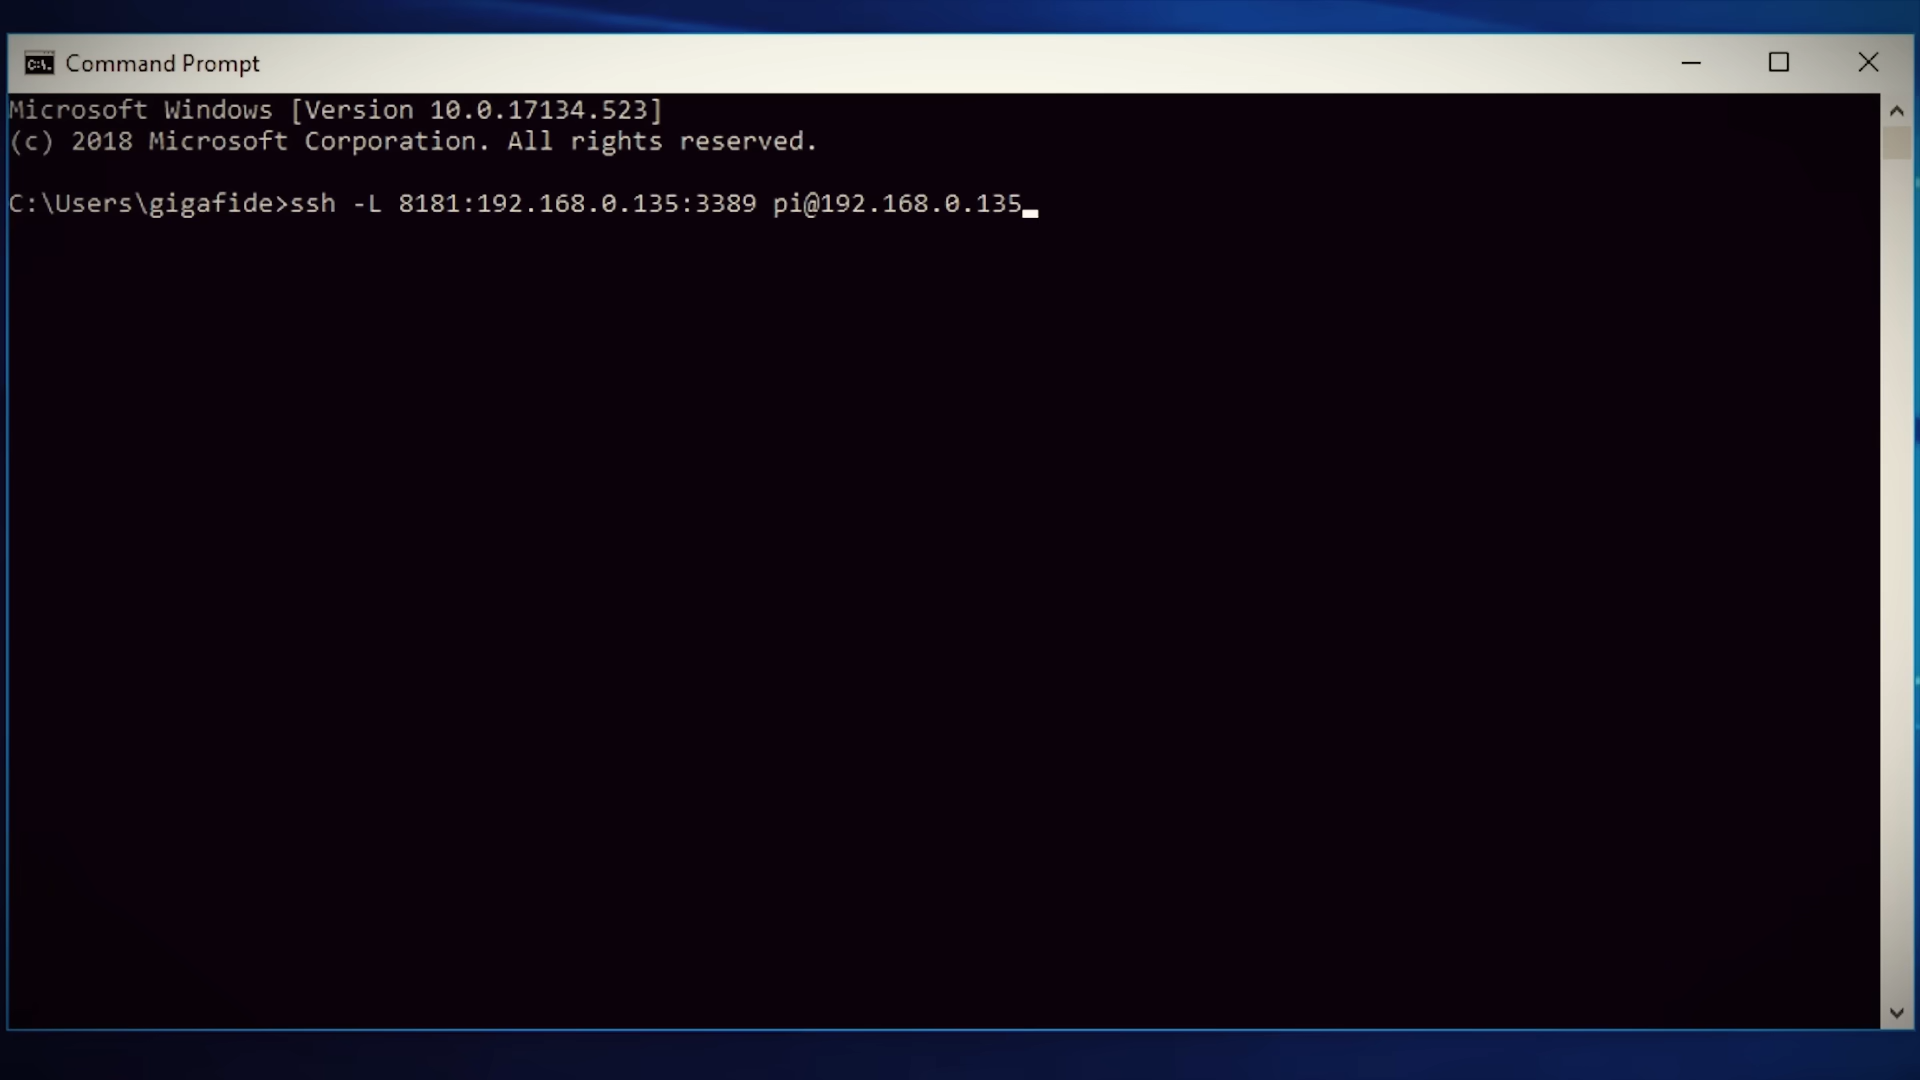 Command Prompt
Microsoft Windows [Version 10.0.17134.523]
(c) 2018 Microsoft Corporation. All rights reserved.
C:\Users\gigafide>ssh -L 8181:192.168.0.135:3389 pi@192.168.0.135